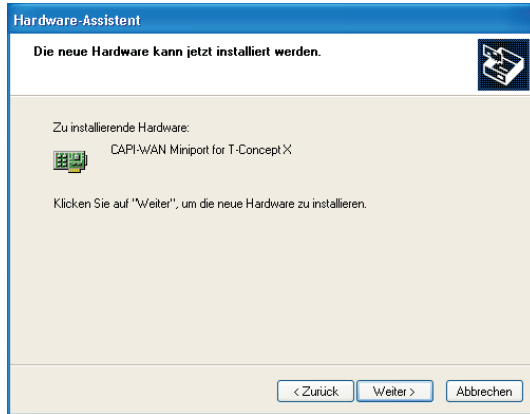 Hardware-Assistent
Die neue Hardware kann jetzt installiert werden.
Zu installierende Hardware:
CAPI-WAN Miniport for T-Concept X
Klicken Sie auf "Weiter", um die neue Hardware zu installieren.
< Zurück
Weiter >
Abbrechen